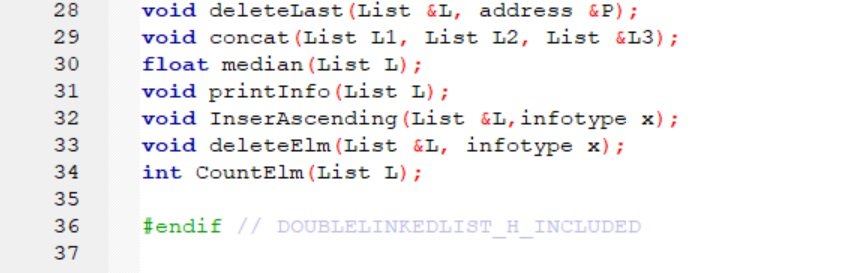 28 void deleteLast(List &L, address &P);
29 void concat(List L1, List L2, List &L3);
30 float median(List L);
31 void printInfo(List L);
32 void InserAscending(List &L,infotype x);
33 void deleteElm(List &L, infotype x);
34 int CountElm(List L);
35
36 #endif // DOUBLELINKEDLIST_H_INCLUDED
37